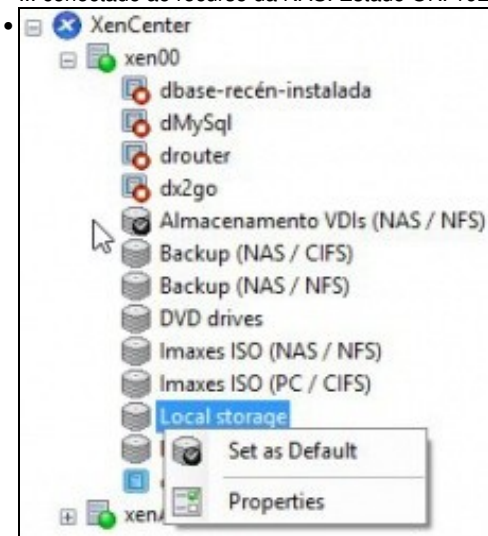 XenCenter
xen00
dbase-recén-instalada
dMySql
drouter
dx2go
Almacenamento VDIs (NAS / NFS)
Backup (NAS / CIFS)
Backup (NAS / NFS)
DVD drives
Imaxes ISO (NAS / NFS)
Imaxes ISO (PC / CIFS)
Local storage
Set as Default
Properties